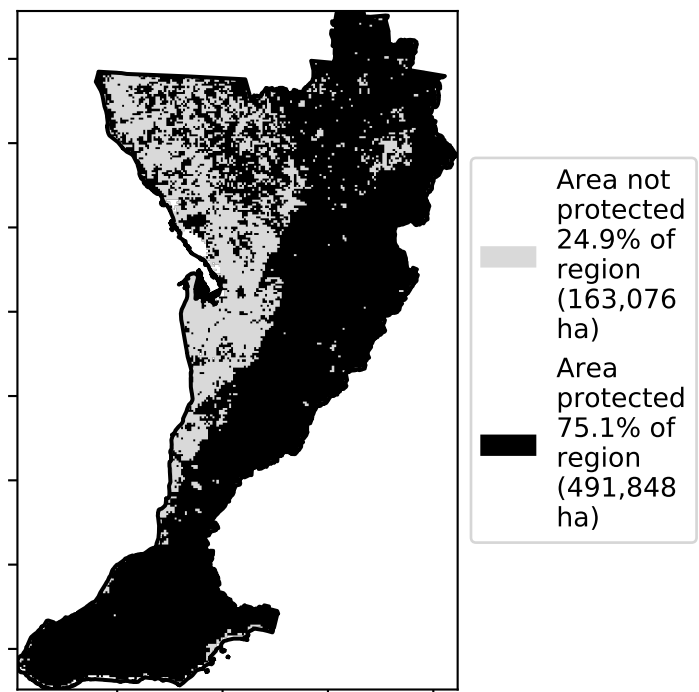 Area not
protected
24.9% of
region
(163,076
ha)
Area
protected
75.1% of
region
(491,848
ha)